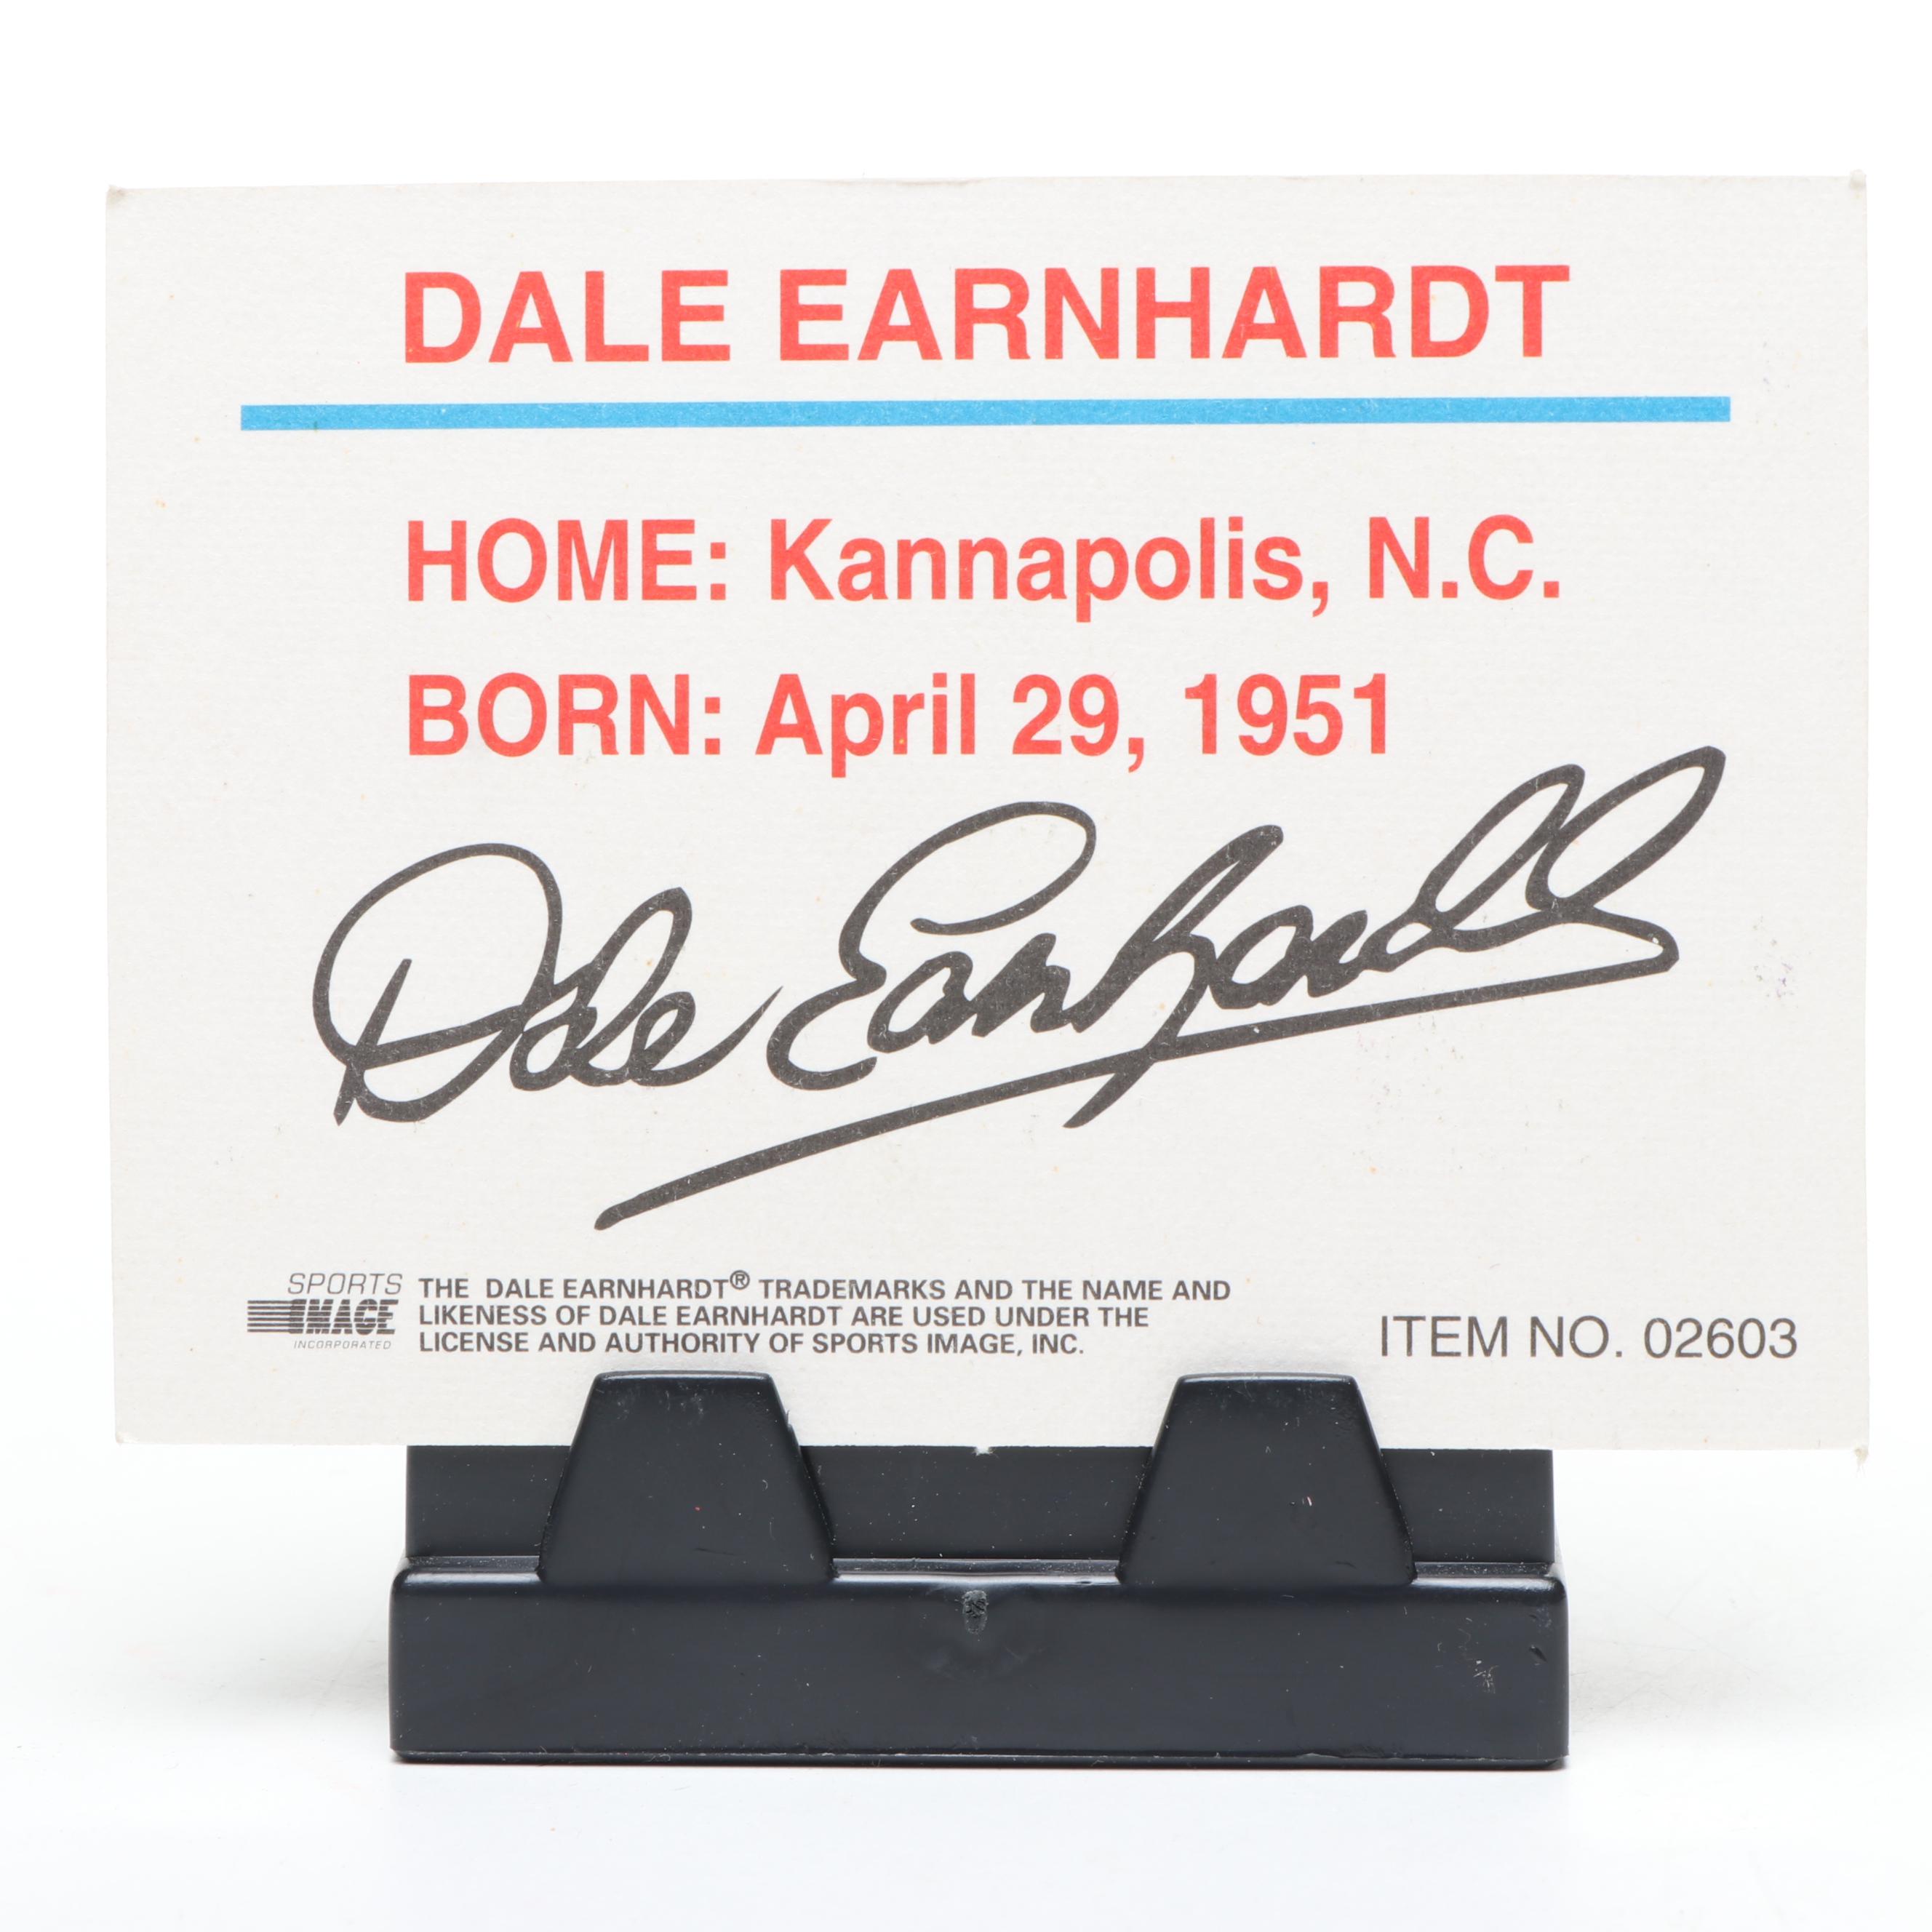 DALE EARNHARDT
HOME: Kannapolis, N.C.
BORN: April 29, 1951
Dale Earnhardt
SPORTS
IMAGE
INCORPORATED
THE DALE EARNHARDT® TRADEMARKS AND THE NAME AND
LIKENESS OF DALE EARNHARDT ARE USED UNDER THE
LICENSE AND AUTHORITY OF SPORTS IMAGE, INC.
ITEM NO. 02603